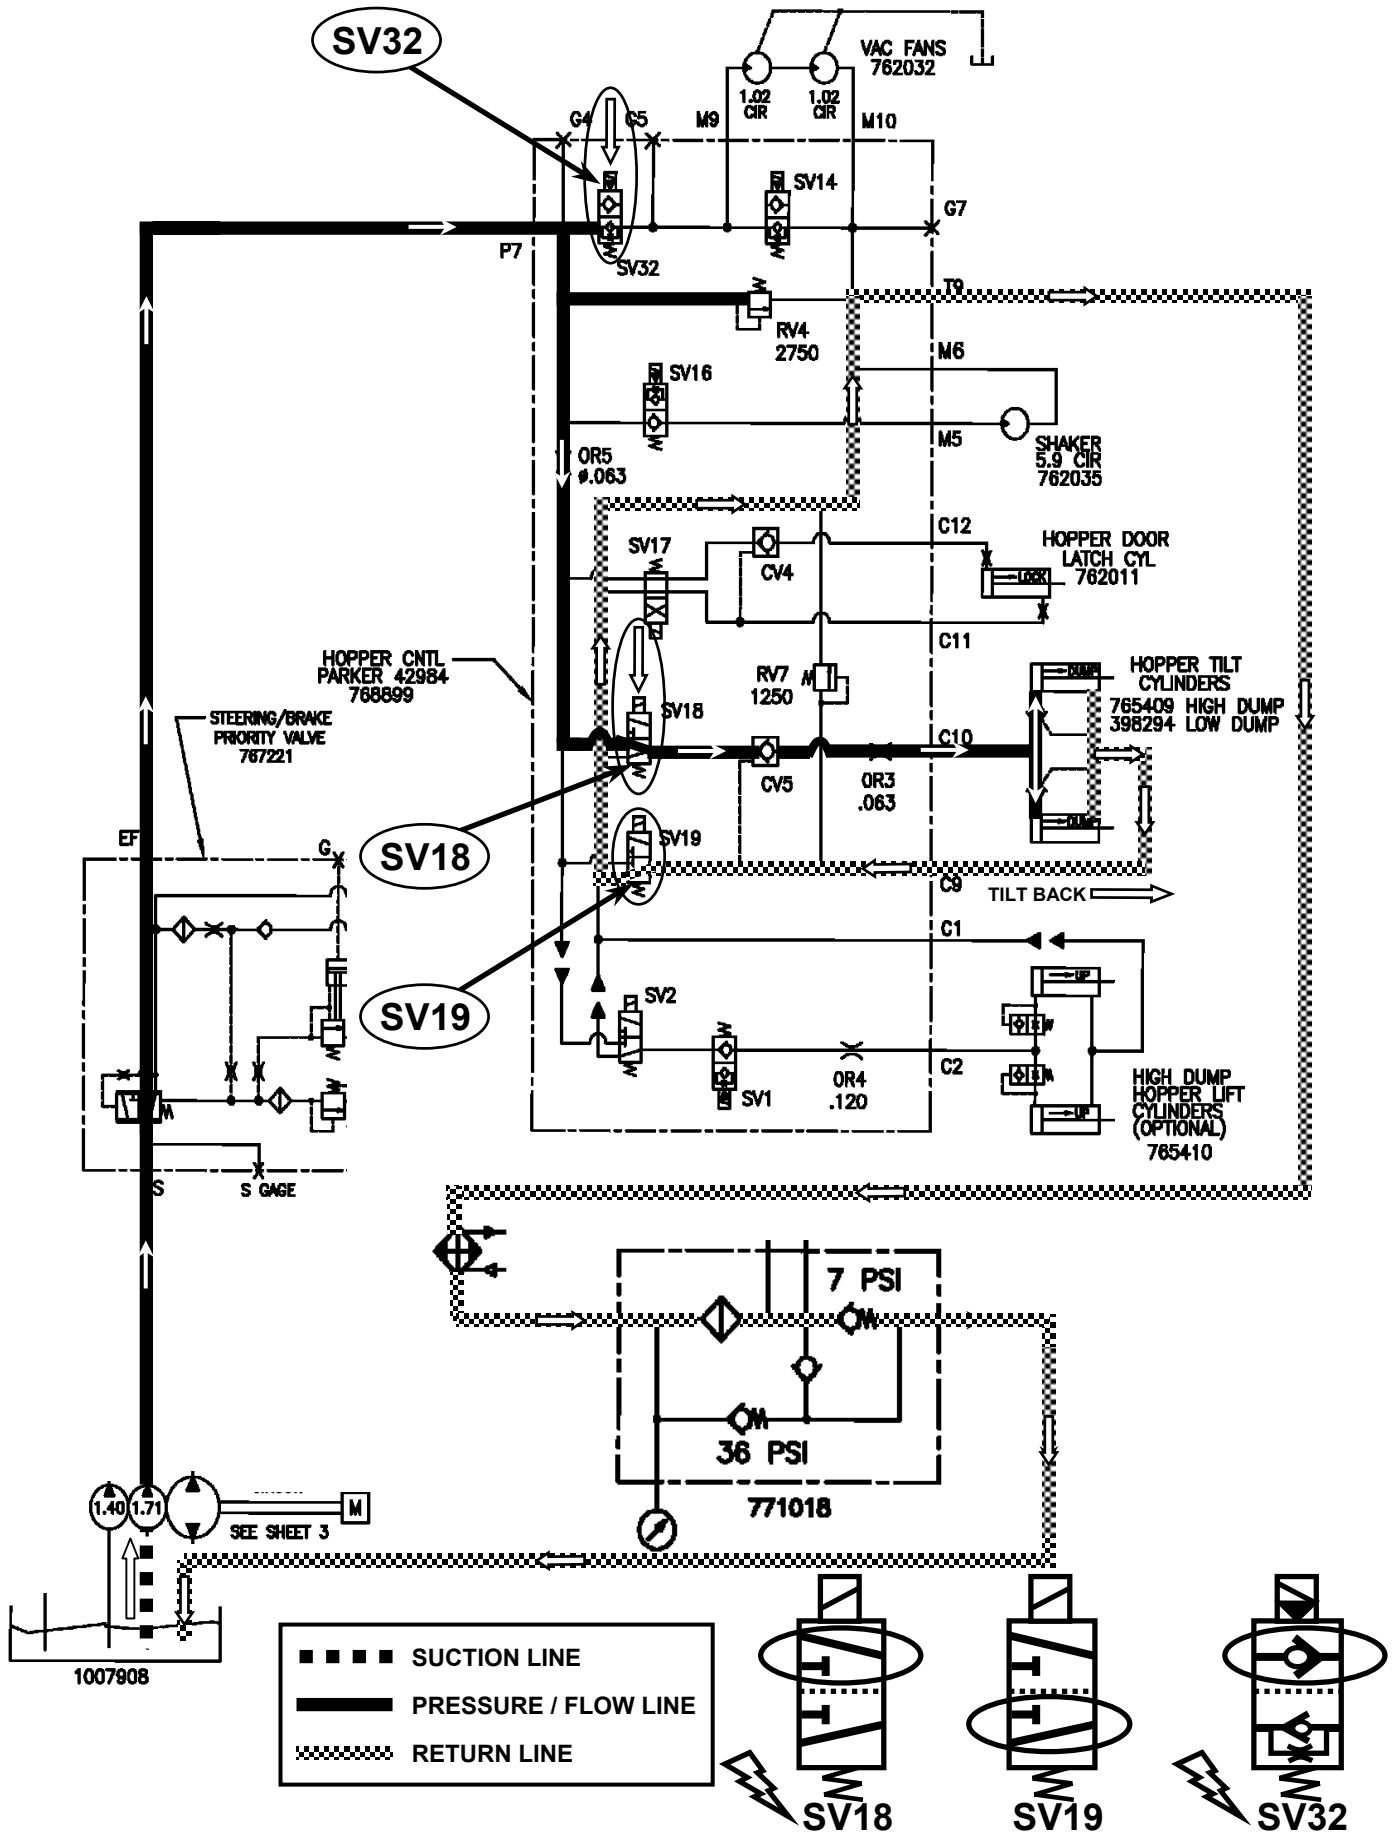 SV32
VAC FANS
762032
1.02
CIR
1.02
CIR
G4
G5
M9
M10
SV14
G7
P7
SV32
T9
RV4
2750
M6
SV16
M5
SHAKER
5.9 CIR
762035
OR5
ø.063
C12
SV17
CV4
HOPPER DOOR
LATCH CYL
762011
LOCK
C11
HOPPER CNTL
PARKER 42984
768899
RV7
1250
HOPPER TILT
CYLINDERS
765409 HIGH DUMP
398294 LOW DUMP
DUMP
STEERING/BRAKE
PRIORITY VALVE
767221
SV18
C10
CV5
OR3
.063
DUMP
EF
G
SV18
SV19
C9
TILT BACK
C1
SV19
SV2
UP
C2
OR4
.120
SV1
UP
HIGH DUMP
HOPPER LIFT
CYLINDERS
(OPTIONAL)
765410
S
S GAGE
7 PSI
36 PSI
771018
1.40
1.71
M
SEE SHEET 3
1007908
SUCTION LINE
PRESSURE / FLOW LINE
RETURN LINE
SV18
SV19
SV32